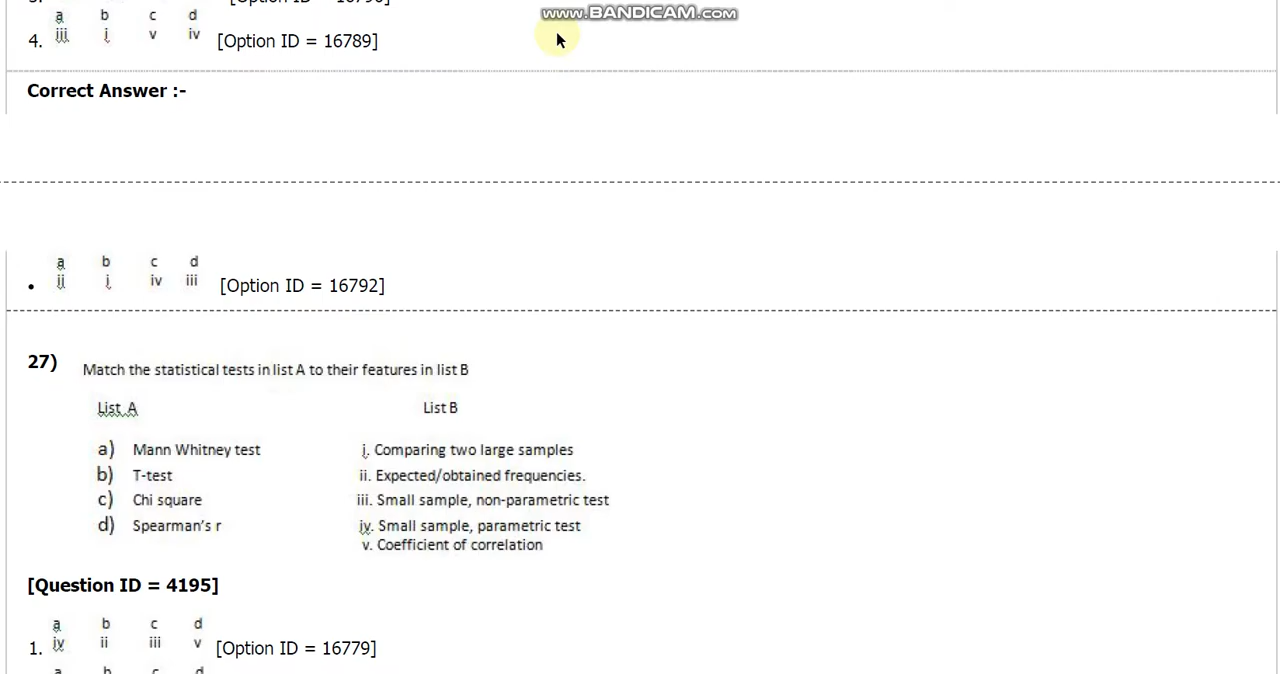 www.BANDICAM.com
a b c d
4. iii i v iv [Option ID = 16789]
Correct Answer :-
a b c d
• ii i iv iii [Option ID = 16792]
27) Match the statistical tests in list A to their features in list B
List A List B
a) Mann Whitney test i. Comparing two large samples
b) T-test ii. Expected/obtained frequencies.
c) Chi square iii. Small sample, non-parametric test
d) Spearman's r iv. Small sample, parametric test
v. Coefficient of correlation
[Question ID = 4195]
a b c d
1. iv ii iii v [Option ID = 16779]